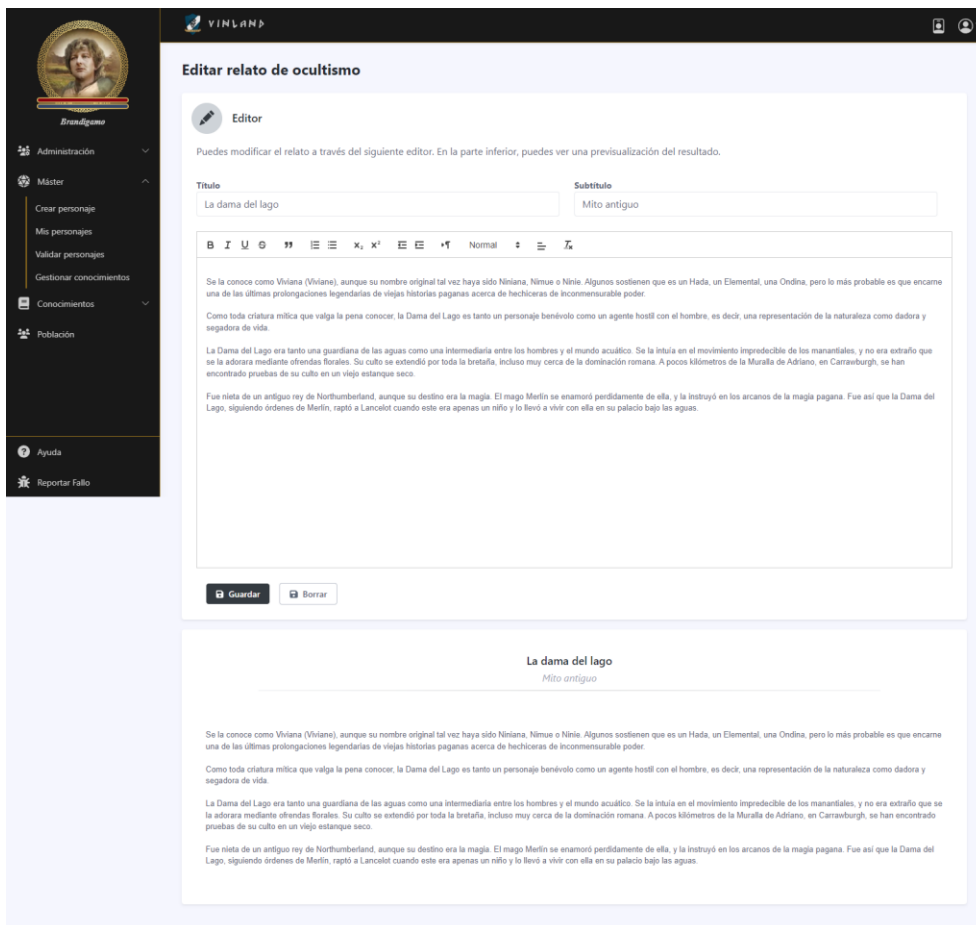 VINLAND
Brandigamo
Administración
Máster
Crear personaje
Mis personajes
Validar personajes
Gestionar conocimientos
Conocimientos
Población
Ayuda
Reportar Fallo
Editar relato de ocultismo
Editor
Puedes modificar el relato a través del siguiente editor. En la parte inferior, puedes ver una previsualización del resultado.
Título
Subtítulo
La dama del lago
Mito antiguo
Normal
Se la conoce como Viviana (Viviane), aunque su nombre original tal vez haya sido Niniana, Nimue o Ninie. Algunos sostienen que es un Hada, un Elemental, una Ondina, pero lo más probable es que encarne
una de las últimas prolongaciones legendarias de viejas historias paganas acerca de hechiceras de inconmensurable poder.
Como toda criatura mítica que valga la pena conocer, la Dama del Lago es tanto un personaje benévolo como un agente hostil con el hombre, es decir, una representación de la naturaleza como dadora y
segadora de vida.
La Dama del Lago era tanto una guardiana de las aguas como una intermediaria entre los hombres y el mundo acuático. Se la intuía en el movimiento impredecible de los manantiales, y no era extraño que
se la adorara mediante ofrendas florales. Su culto se extendió por toda la bretaña, incluso muy cerca de la dominación romana. A pocos kilómetros de la Muralla de Adriano, en Carrawburgh, se han
encontrado pruebas de su culto en un viejo estanque seco.
Fue nieta de un antiguo rey de Northumberland, aunque su destino era la magia. El mago Merlín se enamoró perdidamente de ella, y la instruyó en los arcanos de la magia pagana. Fue así que la Dama del
Lago, siguiendo órdenes de Merlín, raptó a Lancelot cuando este era apenas un niño y lo llevó a vivir con ella en su palacio bajo las aguas.
Guardar
Borrar
La dama del lago
Mito antiguo
Se la conoce como Viviana (Viviane), aunque su nombre original tal vez haya sido Niniana, Nimue o Ninie. Algunos sostienen que es un Hada, un Elemental, una Ondina, pero lo más probable es que encarne
una de las últimas prolongaciones legendarias de viejas historias paganas acerca de hechiceras de inconmensurable poder.
Como toda criatura mítica que valga la pena conocer, la Dama del Lago es tanto un personaje benévolo como un agente hostil con el hombre, es decir, una representación de la naturaleza como dadora y
segadora de vida.
La Dama del Lago era tanto una guardiana de las aguas como una intermediaria entre los hombres y el mundo acuático. Se la intuía en el movimiento impredecible de los manantiales, y no era extraño que se
la adorara mediante ofrendas florales. Su culto se extendió por toda la bretaña, incluso muy cerca de la dominación romana. A pocos kilómetros de la Muralla de Adriano, en Carrawburgh, se han encontrado
pruebas de su culto en un viejo estanque seco.
Fue nieta de un antiguo rey de Northumberland, aunque su destino era la magia. El mago Merlín se enamoró perdidamente de ella, y la instruyó en los arcanos de la magia pagana. Fue así que la Dama del
Lago, siguiendo órdenes de Merlín, raptó a Lancelot cuando este era apenas un niño y lo llevó a vivir con ella en su palacio bajo las aguas.